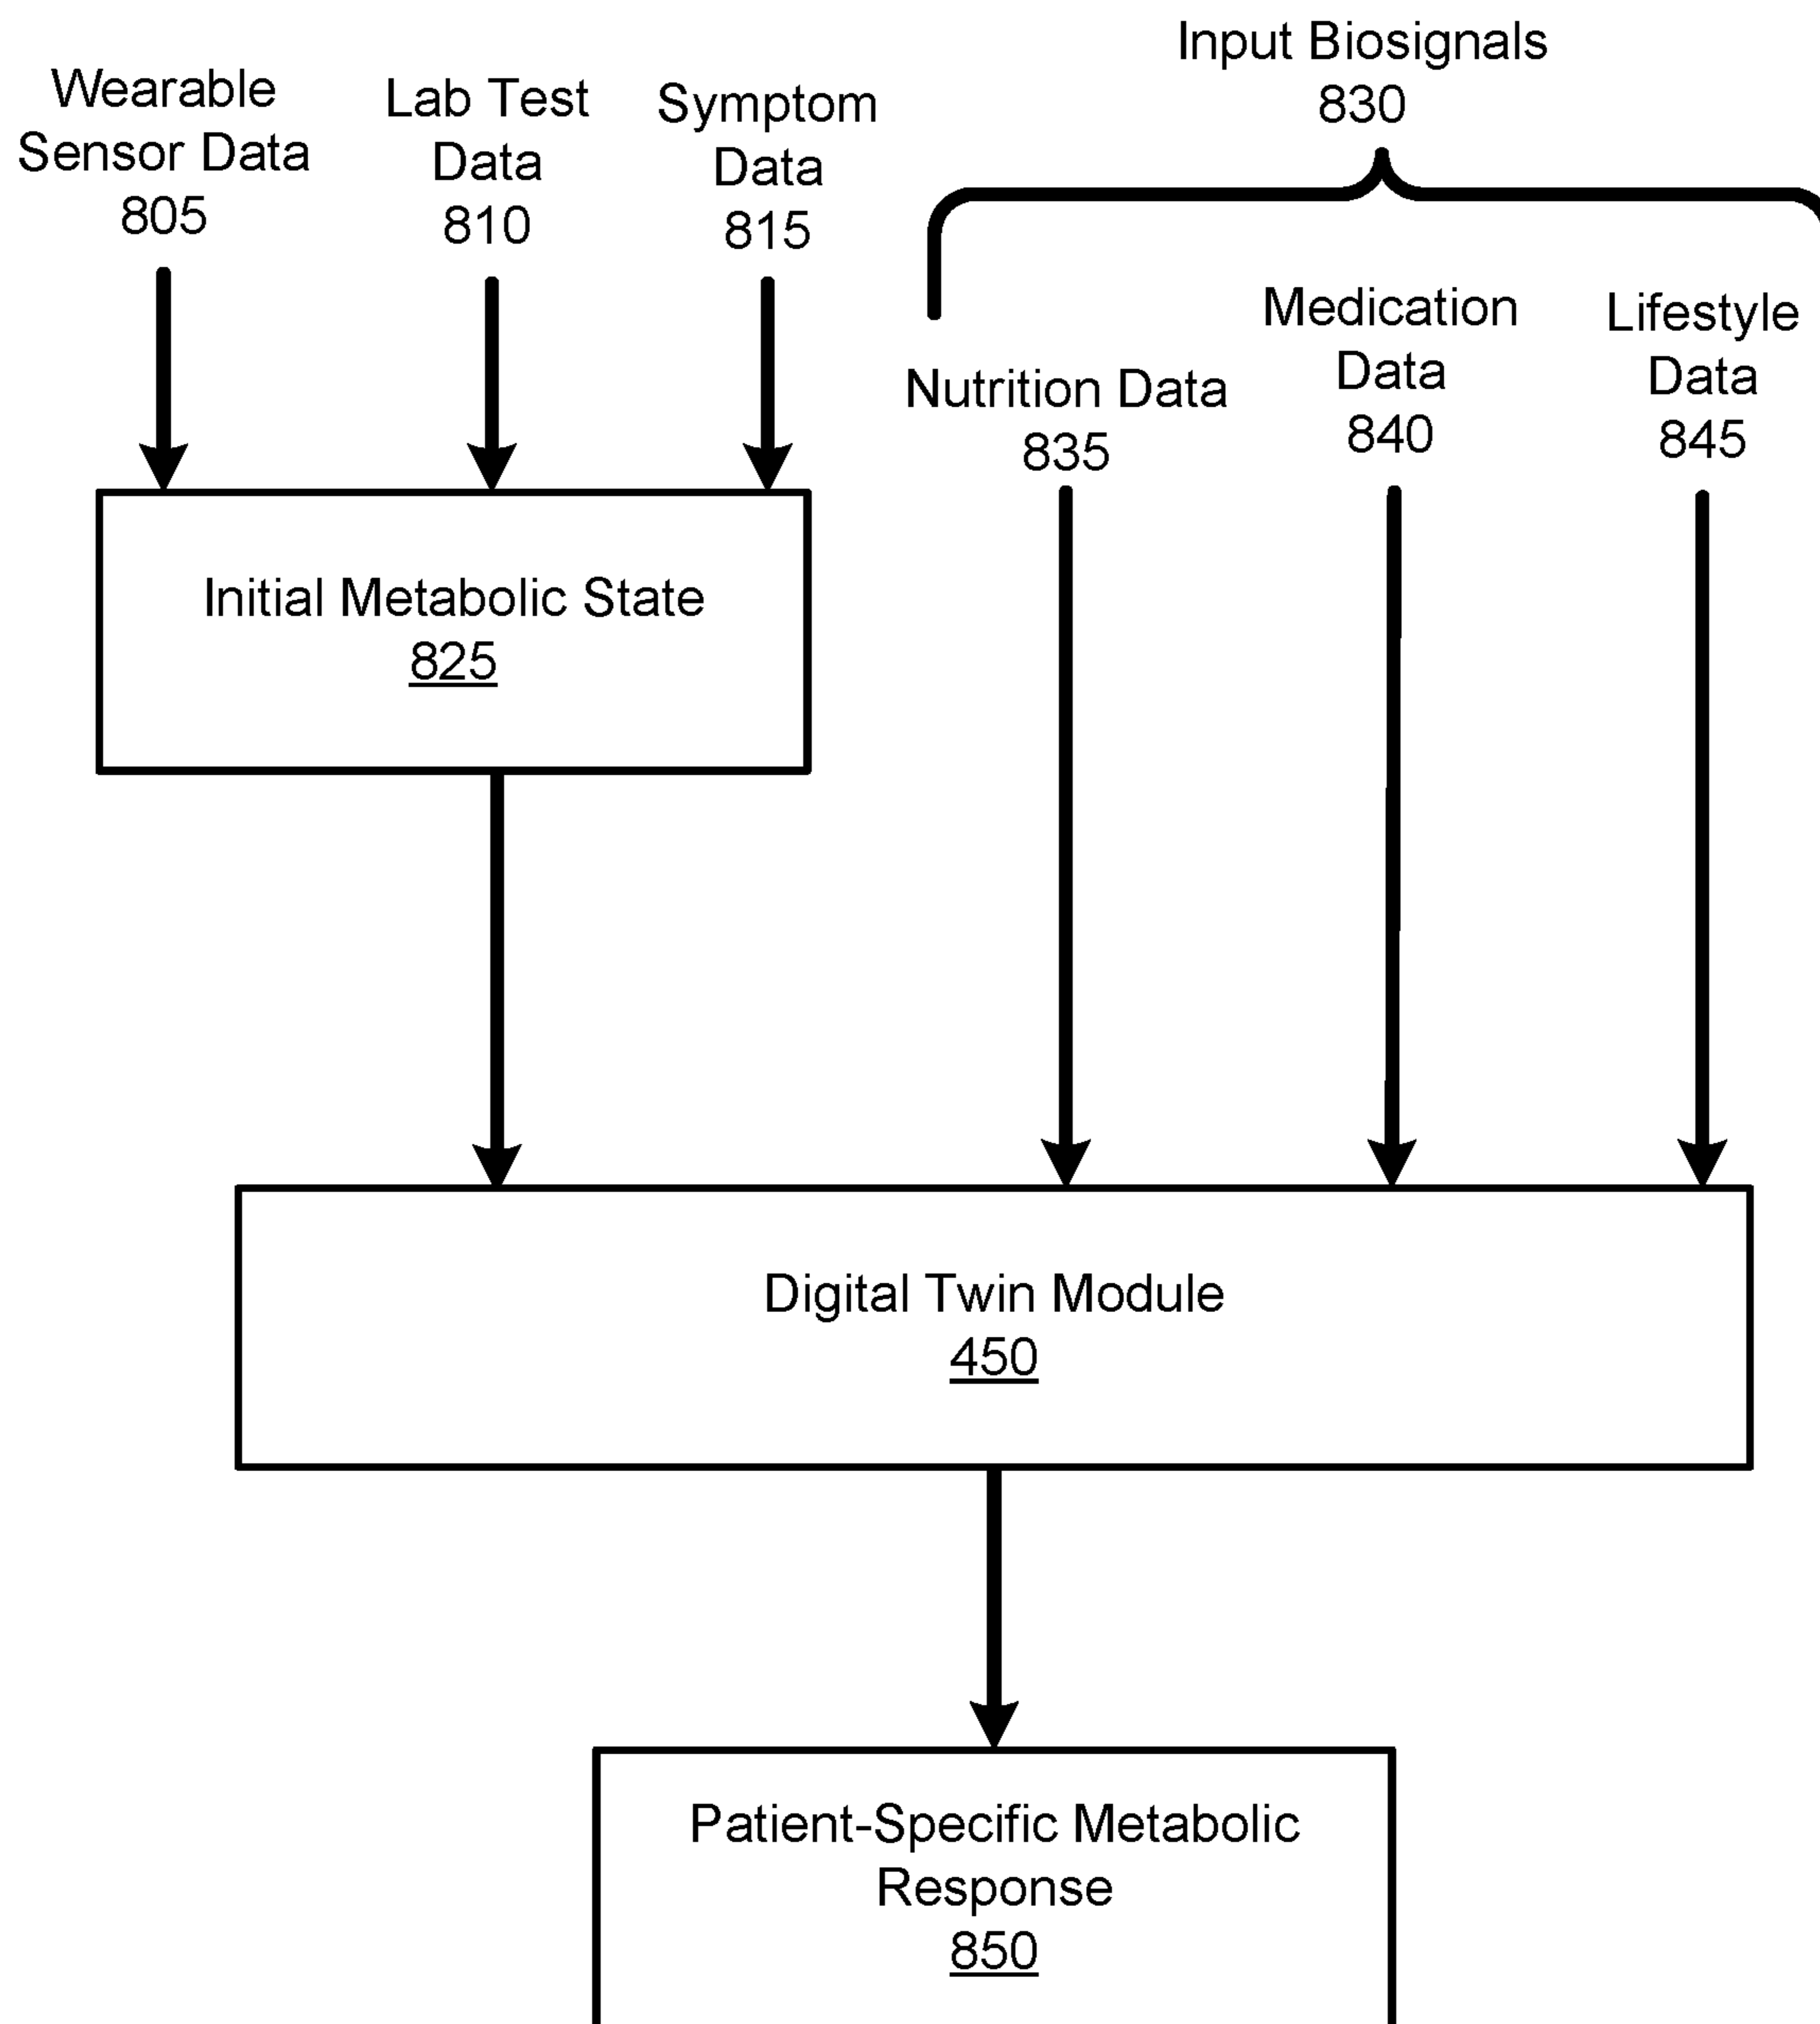 Wearable
Sensor Data
805
Lab Test
Data
810
Symptom
Data
815
Input Biosignals
830
Nutrition Data
835
Medication
Data
840
Lifestyle
Data
845
Initial Metabolic State
825
Digital Twin Module
450
Patient-Specific Metabolic
Response
850